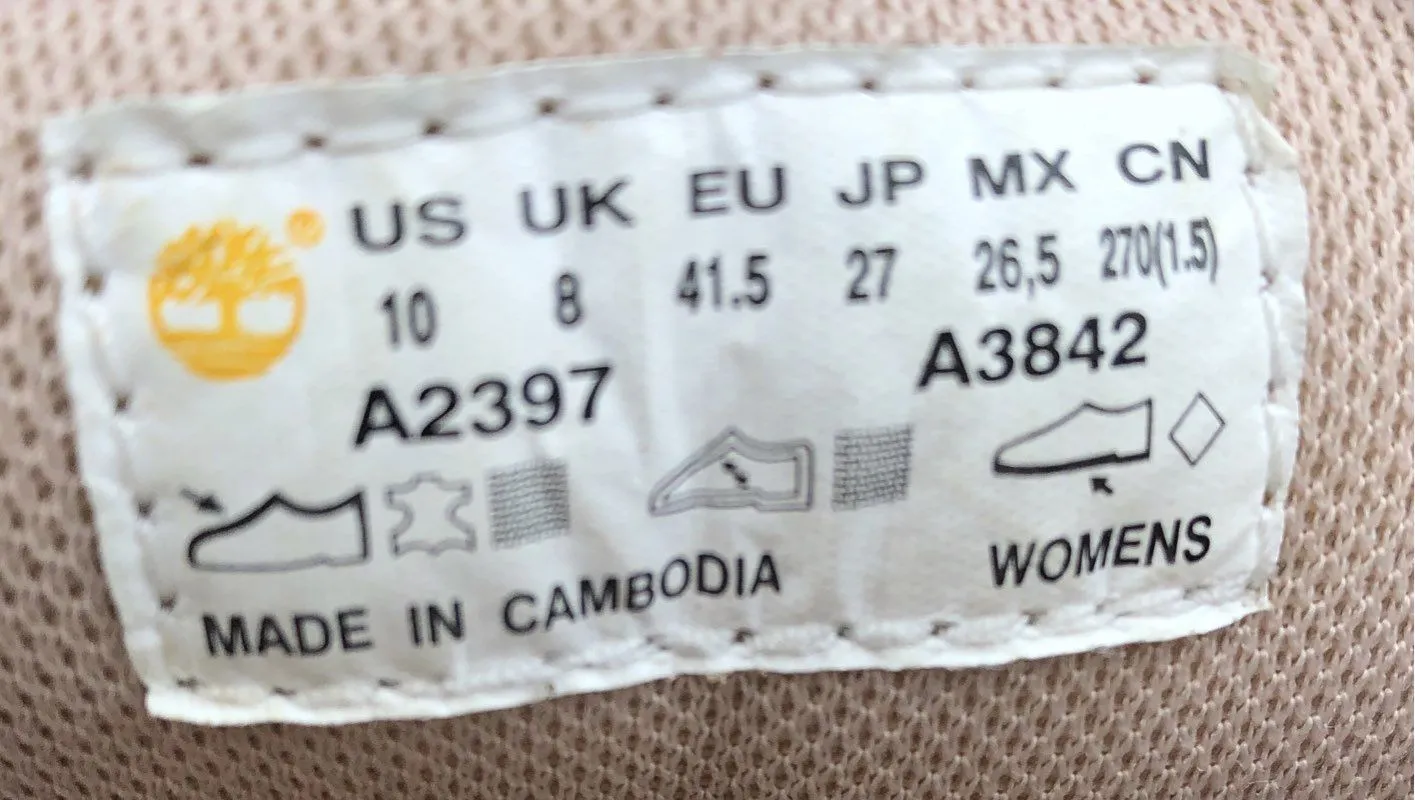 ® US UK EU JP MX CN
10 8 41.5 27 26,5 270(1.5)
A2397 A3842
MADE IN CAMBODIA WOMENS